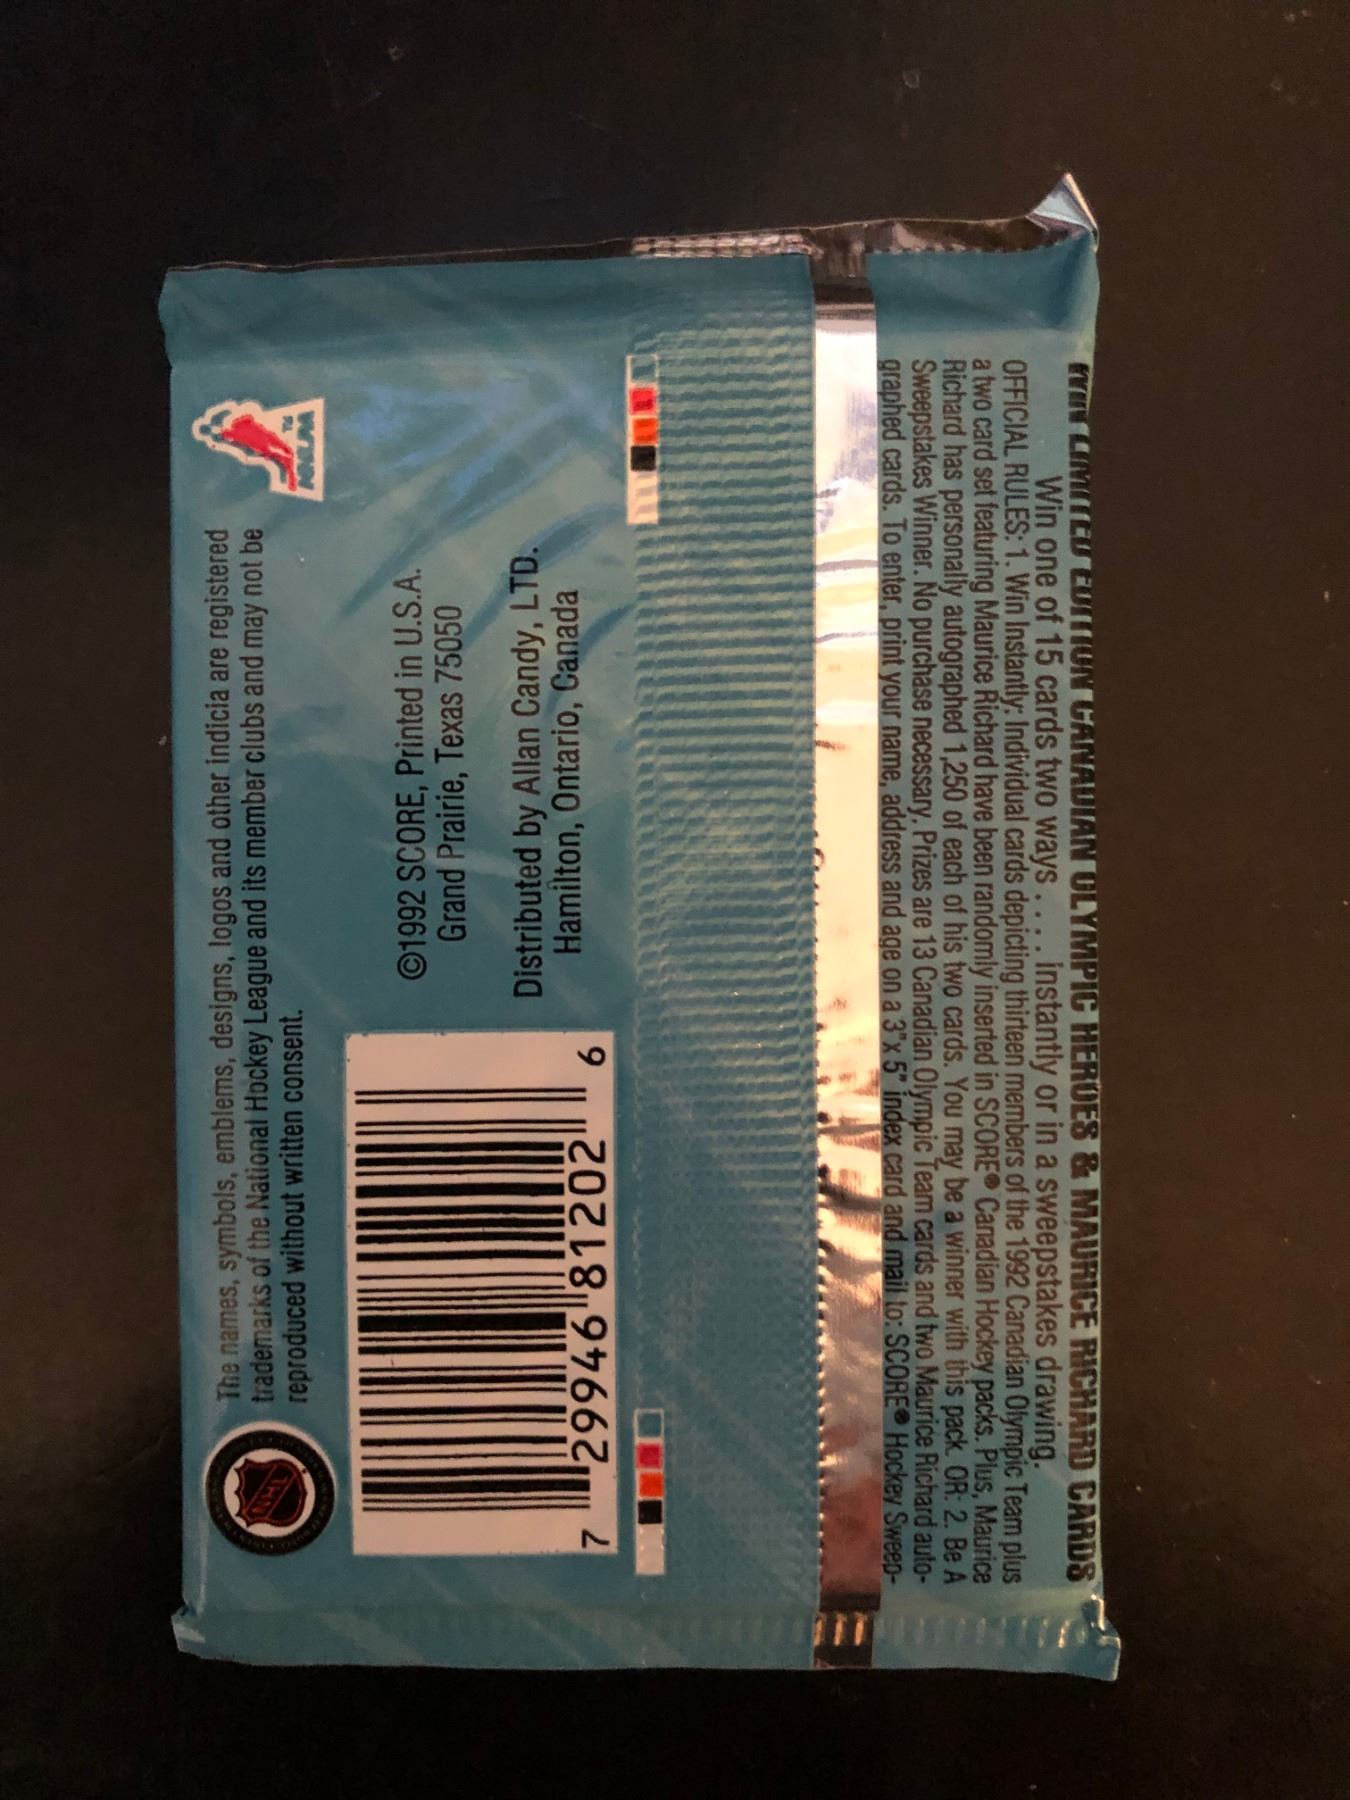 WIN LIMITED EDITION CANADIAN OLYMPIC HEROES & MAURICE RICHARD CARDS
Win one of 15 cards two ways . . . . instantly or in a sweepstakes drawing.
OFFICIAL RULES: 1. Win Instantly. Individual cards depicting thirteen members of the 1992 Canadian Olympic Team plus
a two card set featuring Maurice Richard have been randomly inserted in SCORE® Canadian Hockey packs. Plus, Maurice
Richard has personally autographed 1,250 of each of his two cards. You may be a winner with this pack. OR: 2. Be A
Sweepstakes Winner. No purchase necessary. Prizes are 13 Canadian Olympic Team cards and two Maurice Richard auto-
graphed cards. To enter, print your name, address and age on a 3" x 5" index card and mail to: SCORE® Hockey Sweep-
The names, symbols, emblems, designs, logos and other indicia are registered
trademarks of the National Hockey League and its member clubs and may not be
reproduced without written consent.
NHL
©1992 SCORE, Printed in U.S.A.
Grand Prairie, Texas 75050
Distributed by Allan Candy, LTD.
Hamilton, Ontario, Canada
7 29946 81202 6